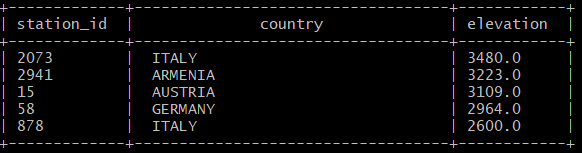 +--------------+-----------------------------------+-------------+
| station_id   |              country              | elevation   |
+--------------+-----------------------------------+-------------+
| 2073         |  ITALY                            | 3480.0      |
| 2941         |  ARMENIA                          | 3223.0      |
| 15           |  AUSTRIA                          | 3109.0      |
| 58           |  GERMANY                          | 2964.0      |
| 878          |  ITALY                            | 2600.0      |
+--------------+-----------------------------------+-------------+